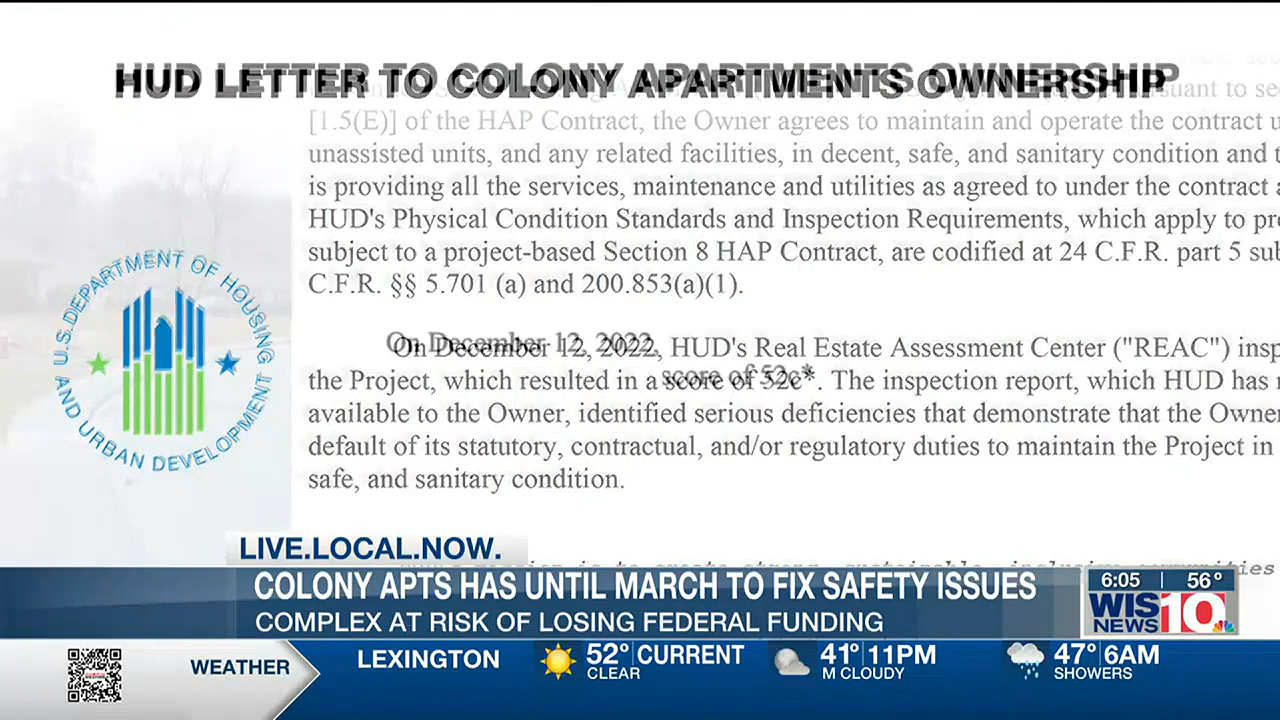 HUD LETTER TO COLONY APARTMENTS OWNERSHIP
[1.5(E)] of the HAP Contract, the Owner agrees to maintain and operate the contract u
unassisted units, and any related facilities, in decent, safe, and sanitary condition and t
is providing all the services, maintenance and utilities as agreed to under the contract a
HUD's Physical Condition Standards and Inspection Requirements, which apply to pro
subject to a project-based Section 8 HAP Contract, are codified at 24 C.F.R. part 5 sub
C.F.R. §§ 5.701 (a) and 200.853(a)(1).
On December 12, 2022, HUD's Real Estate Assessment Center ("REAC") insp
the Project, which resulted in a score of 52c*. The inspection report, which HUD has
available to the Owner, identified serious deficiencies that demonstrate that the Owner
default of its statutory, contractual, and/or regulatory duties to maintain the Project in
safe, and sanitary condition.
U.S. DEPARTMENT OF HOUSING
AND URBAN DEVELOPMENT
LIVE.LOCAL.NOW.
COLONY APTS HAS UNTIL MARCH TO FIX SAFETY ISSUES
COMPLEX AT RISK OF LOSING FEDERAL FUNDING
6:05 56°
WIS NEWS 10
WEATHER
LEXINGTON
52° CURRENT
CLEAR
41° 11PM
M CLOUDY
47° 6AM
SHOWERS